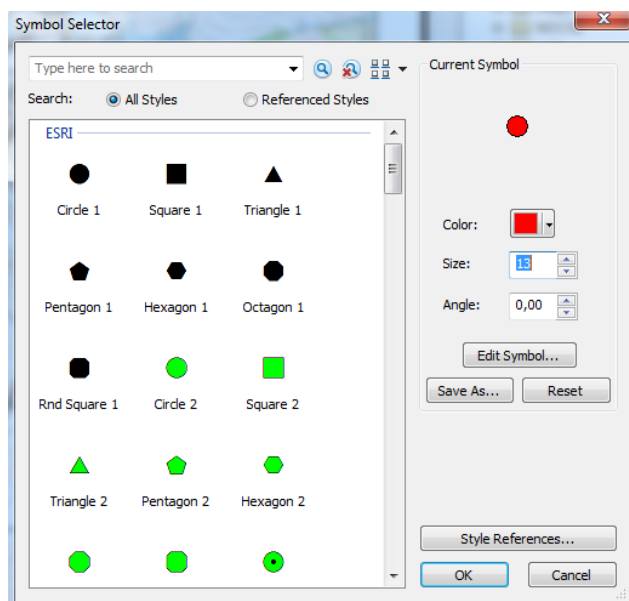 Symbol Selector
Type here to search
Search: All Styles Referenced Styles
ESRI
Circle 1 Square 1 Triangle 1
Pentagon 1 Hexagon 1 Octagon 1
Rnd Square 1 Circle 2 Square 2
Triangle 2 Pentagon 2 Hexagon 2
Current Symbol
Color:
Size: 13
Angle: 0,00
Edit Symbol...
Save As... Reset
Style References...
OK Cancel